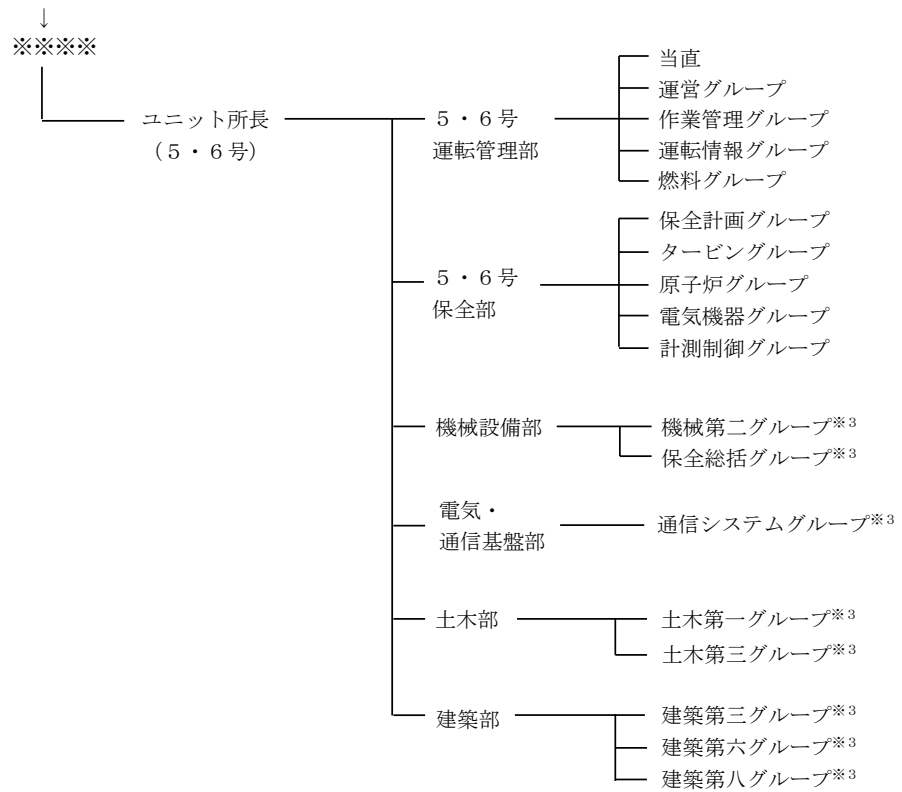 ↓
※※※※
ユニット所長
（５・６号）
５・６号
運転管理部
当直
運営グループ
作業管理グループ
運転情報グループ
燃料グループ
５・６号
保全部
保全計画グループ
タービングループ
原子炉グループ
電気機器グループ
計測制御グループ
機械設備部
機械第二グループ※3
保全総括グループ※3
電気・
通信基盤部
通信システムグループ※3
土木部
土木第一グループ※3
土木第三グループ※3
建築部
建築第三グループ※3
建築第六グループ※3
建築第八グループ※3